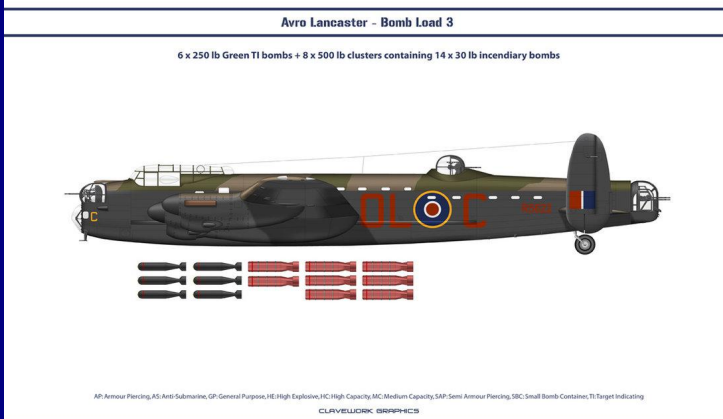 Avro Lancaster - Bomb Load 3
6 x 250 lb Green TI bombs + 8 x 500 lb clusters containing 14 x 30 lb incendiary bombs
OL C
C
AP: Armour Piercing, AS: Anti-Submarine, GP: General Purpose, HE: High Explosive, HC: High Capacity, MC: Medium Capacity, SAP: Semi Armour Piercing, SBC: Small Bomb Container, TI: Target Indicating
CLAVEWORK GRAPHICS